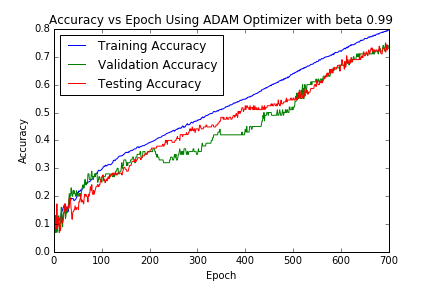 Accuracy vs Epoch Using ADAM Optimizer with beta 0.99
0.8
0.7
0.6
0.5
0.4
0.3
0.2
0.1
0.0
Accuracy
Training Accuracy
Validation Accuracy
Testing Accuracy
0 100 200 300 400 500 600 700
Epoch